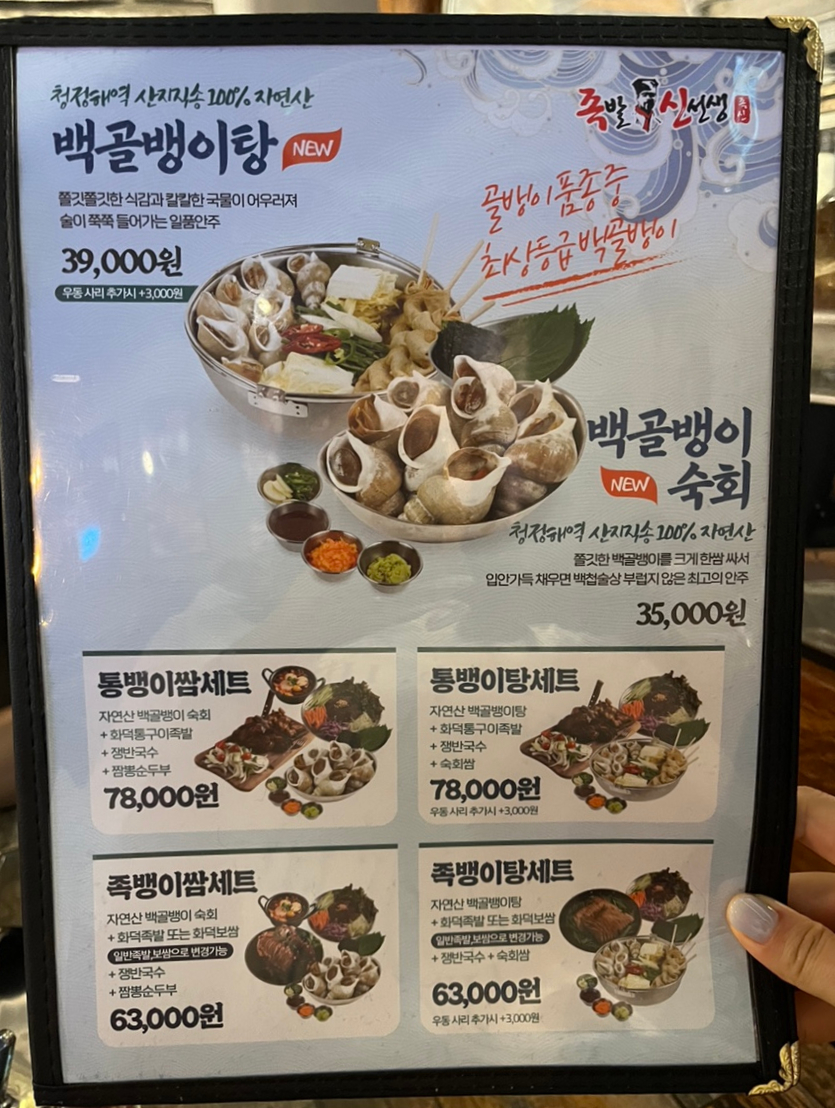 청정해역 산지직송 100% 자연산
백골뱅이탕 NEW
쫄깃쫄깃한 식감과 칼칼한 국물이 어우러져
술이 쭉쭉 들어가는 일품안주
39,000원
우동 사리 추가시 +3,000원
족발 신선생
골뱅이 품종 중
최상등급 백골뱅이
백골뱅이
NEW 숙회
청정해역 산지직송 100% 자연산
쫄깃한 백골뱅이를 크게 한쌈 싸서
입안가득 채우면 백첩술상 부럽지 않은 최고의 안주
35,000원
통뱅이쌈세트
자연산 백골뱅이 숙회
+ 화덕통구이족발
+ 쟁반국수
+ 짬뽕순두부
78,000원
통뱅이탕세트
자연산 백골뱅이탕
+ 화덕통구이족발
+ 쟁반국수
+ 숙회쌈
78,000원
우동 사리 추가시 +3,000원
족뱅이쌈세트
자연산 백골뱅이 숙회
+ 화덕족발 또는 화덕보쌈
일반족발,보쌈으로 변경가능
+ 쟁반국수
+ 짬뽕순두부
63,000원
족뱅이탕세트
자연산 백골뱅이탕
+ 화덕족발 또는 화덕보쌈
일반족발,보쌈으로 변경가능
+ 쟁반국수 + 숙회쌈
63,000원
우동 사리 추가시 +3,000원